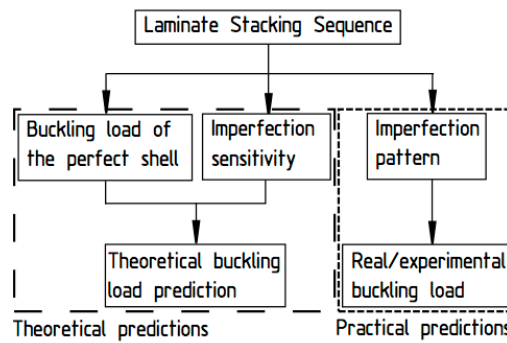 Laminate Stacking Sequence
Buckling load of
the perfect shell
Imperfection
sensitivity
Imperfection
pattern
Theoretical buckling
load prediction
Real/experimental
buckling load
Theoretical predictions
Practical predictions